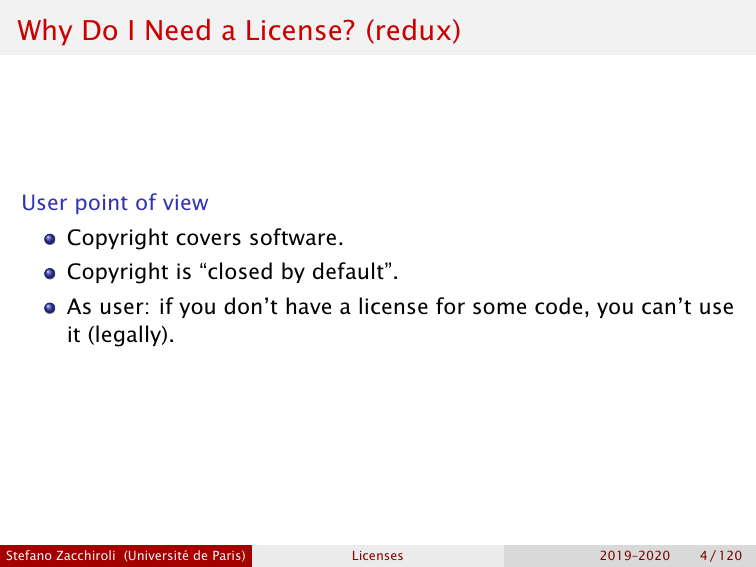 Why Do I Need a License? (redux)
User point of view
Copyright covers software.
Copyright is “closed by default”.
As user: if you don’t have a license for some code, you can’t use
it (legally).
Stefano Zacchiroli (Université de Paris)
Licenses
2019–2020
4 / 120